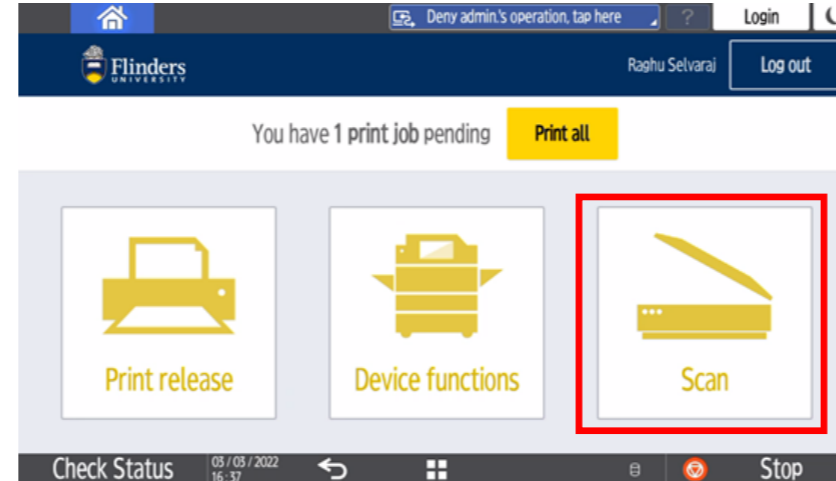 Deny admin.'s operation, tap here
?
Login
Flinders
UNIVERSITY
Raghu Selvaraj
Log out
You have 1 print job pending
Print all
Print release
Device functions
Scan
Check Status
03/03/2022
16:37
Stop